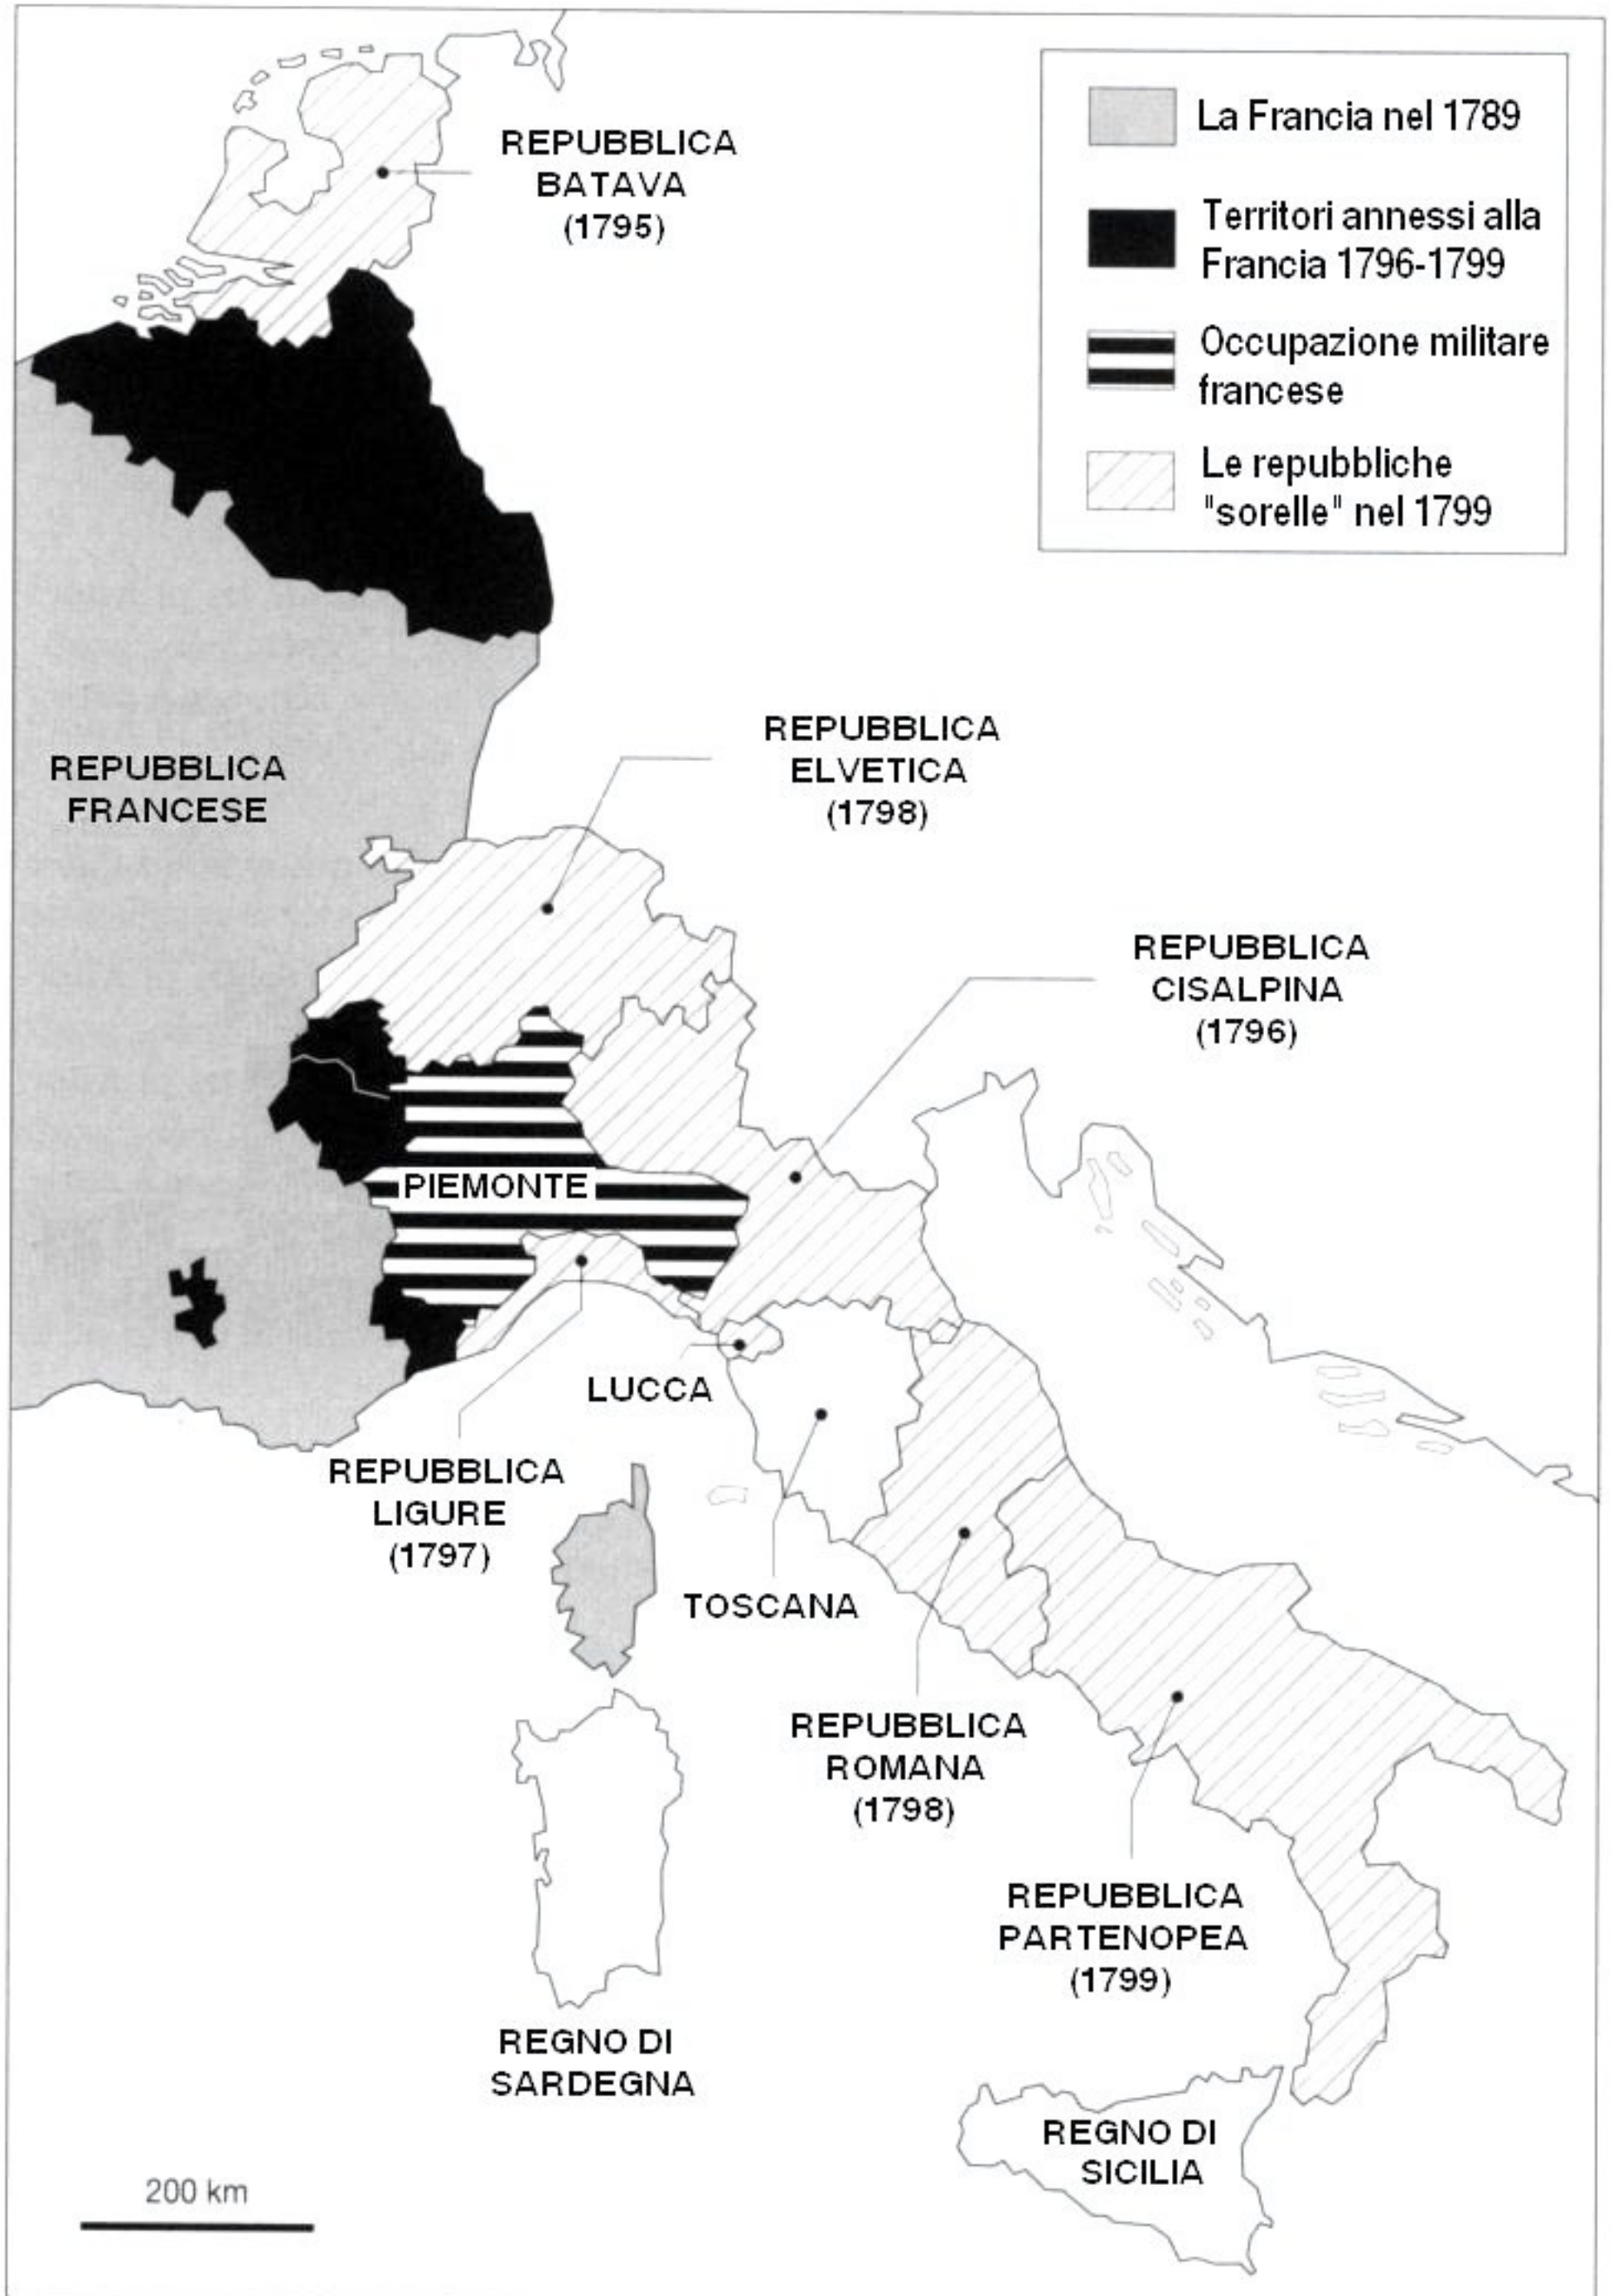 La Francia nel 1789
Territori annessi alla
Francia 1796-1799
Occupazione militare
francese
Le repubbliche
"sorelle" nel 1799
REPUBBLICA
BATAVA
(1795)
REPUBBLICA
FRANCESE
REPUBBLICA
ELVETICA
(1798)
REPUBBLICA
CISALPINA
(1796)
PIEMONTE
LUCCA
REPUBBLICA
LIGURE
(1797)
TOSCANA
REPUBBLICA
ROMANA
(1798)
REPUBBLICA
PARTENOPEA
(1799)
REGNO DI
SARDEGNA
REGNO DI
SICILIA
200 km